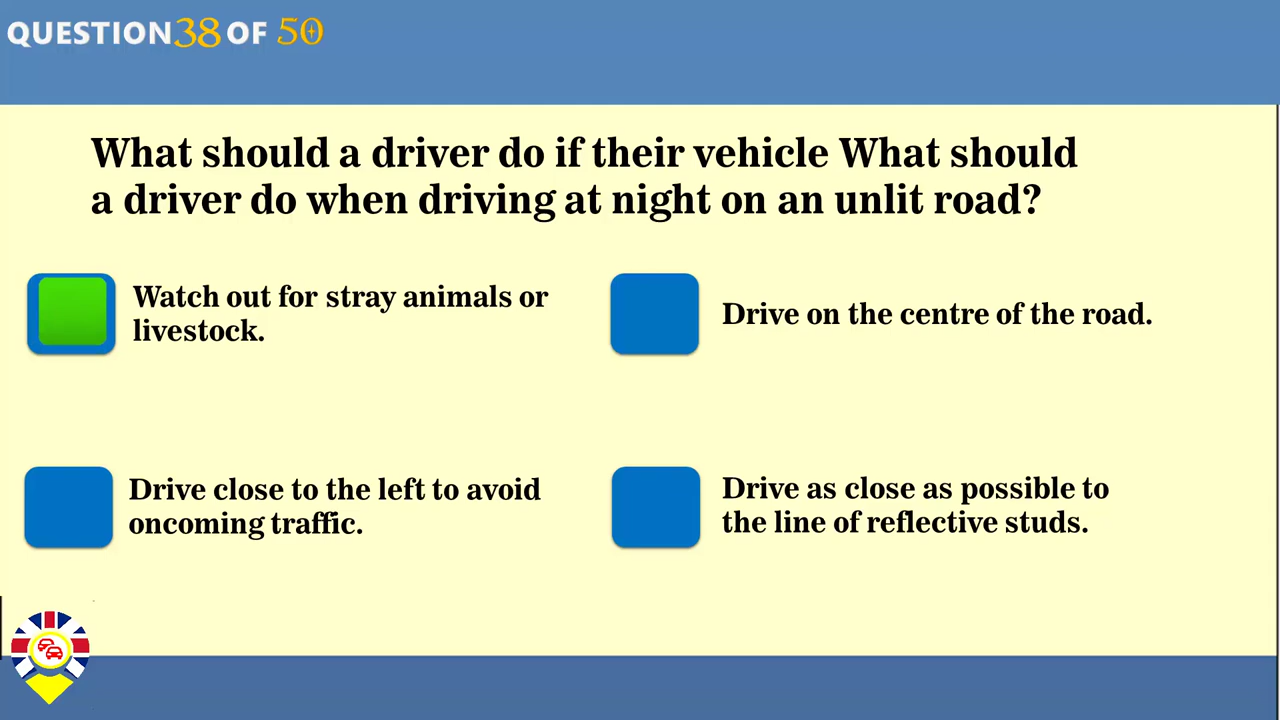 QUESTION 38 OF 50
What should a driver do if their vehicle What should
a driver do when driving at night on an unlit road?
Watch out for stray animals or
livestock.
Drive on the centre of the road.
Drive close to the left to avoid
oncoming traffic.
Drive as close as possible to
the line of reflective studs.